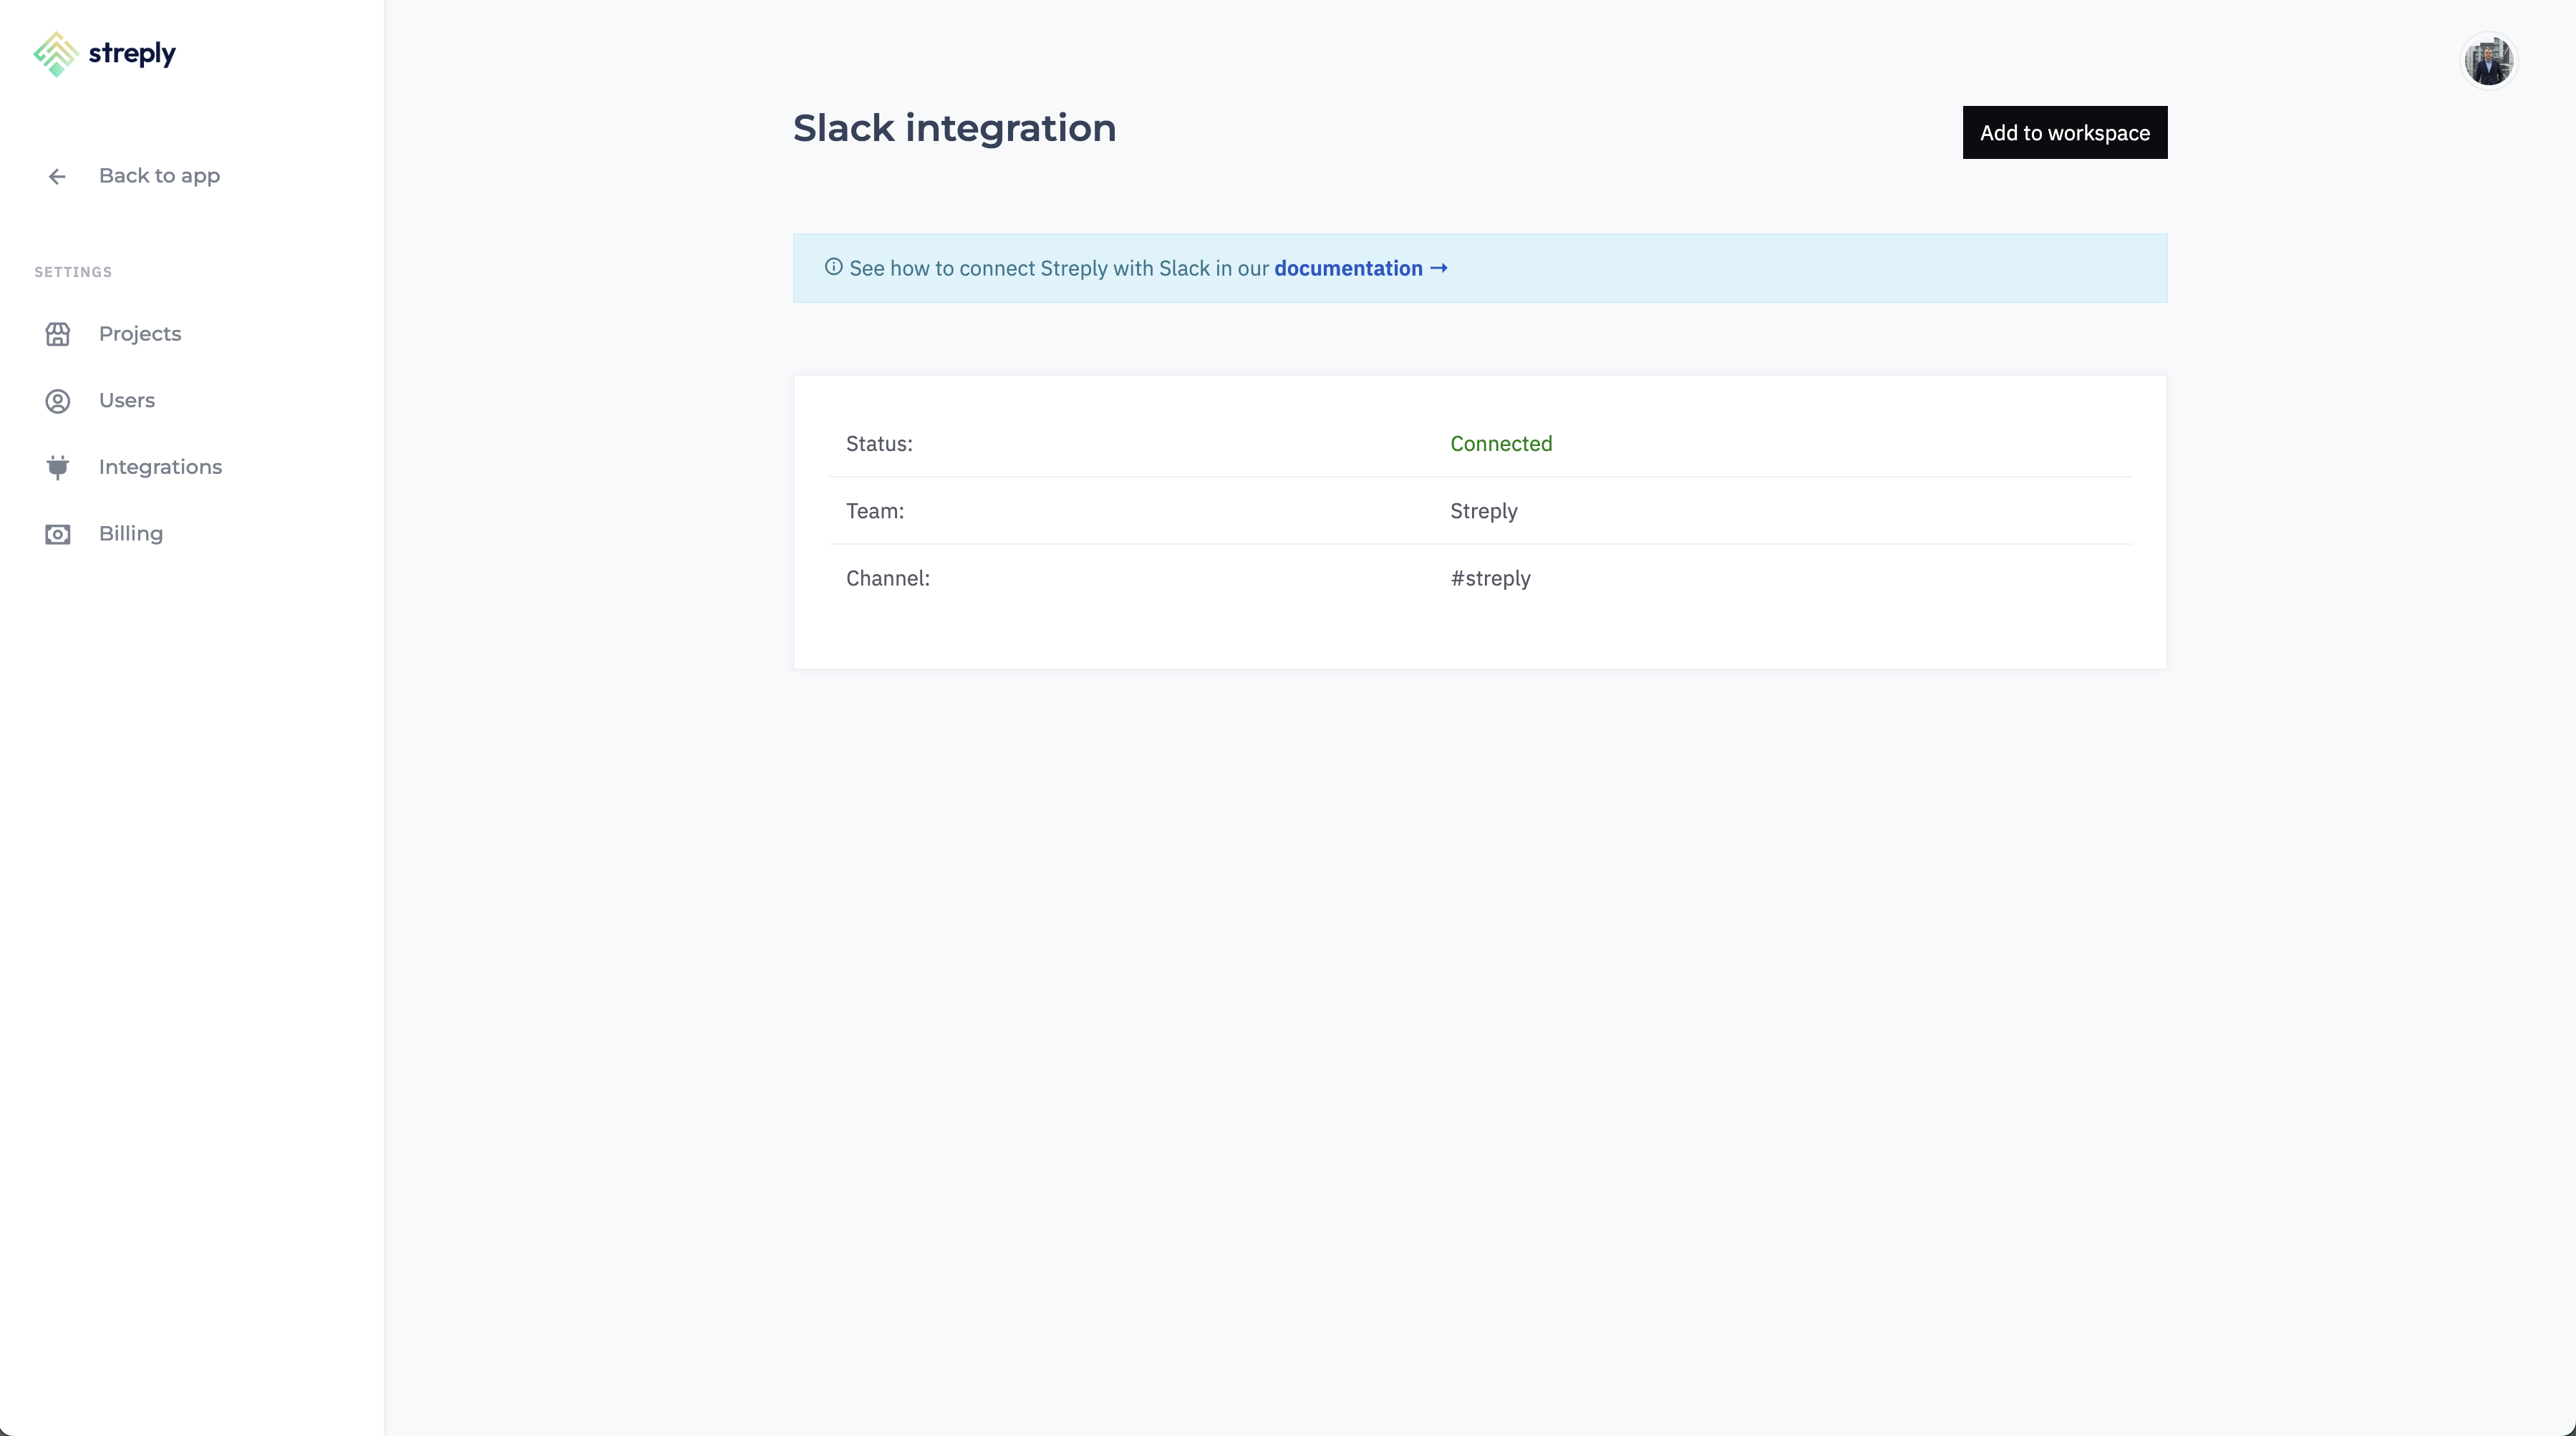 streply
Back to app
SETTINGS
Projects
Users
Integrations
Billing
Slack integration
Add to workspace
See how to connect Streply with Slack in our documentation →
Status: Connected
Team: Streply
Channel: #streply